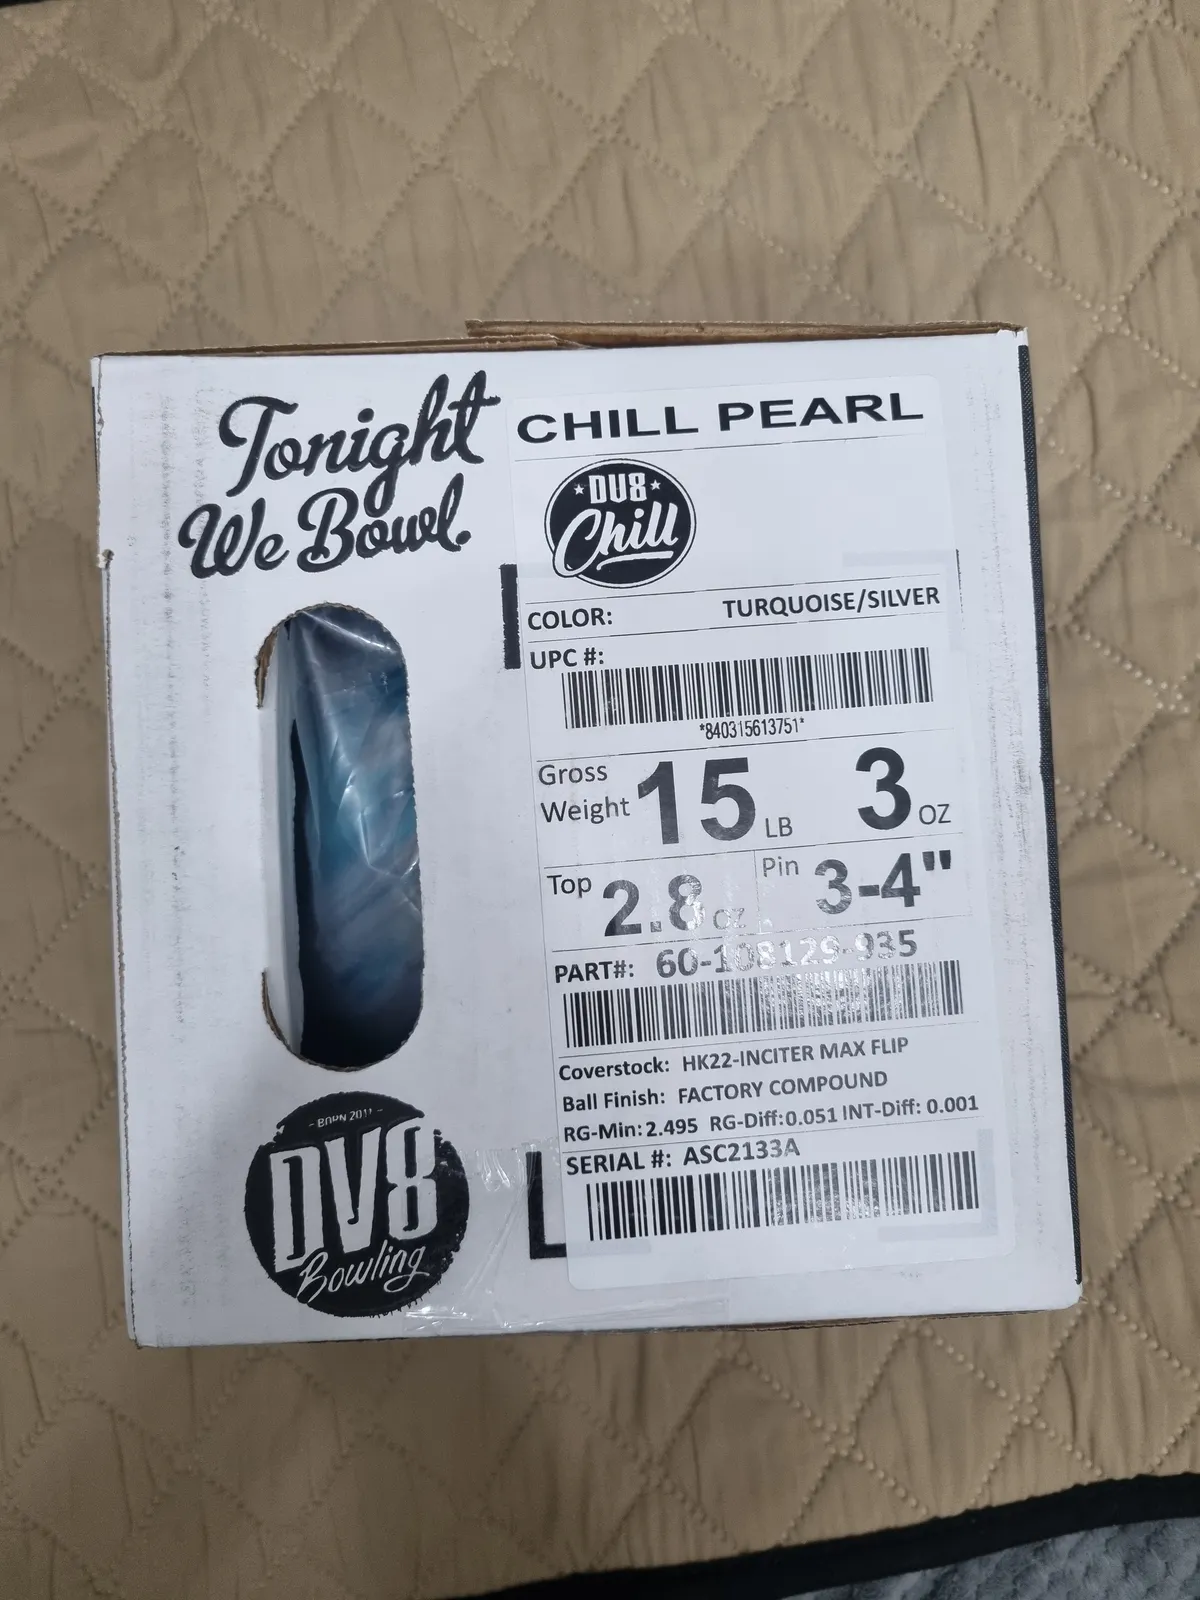 Tonight
We Bowl.
CHILL PEARL
DV8
Chill
COLOR: TURQUOISE/SILVER
UPC #:
*840315613751*
Gross
Weight 15 LB 3 OZ
Top 2.8 OZ Pin 3-4"
PART#: 60-108129-935
Coverstock: HK22-INCITER MAX FLIP
Ball Finish: FACTORY COMPOUND
RG-Min: 2.495 RG-Diff: 0.051 INT-Diff: 0.001
SERIAL #: ASC2133A
- BORN 2011 -
DV8
Bowling